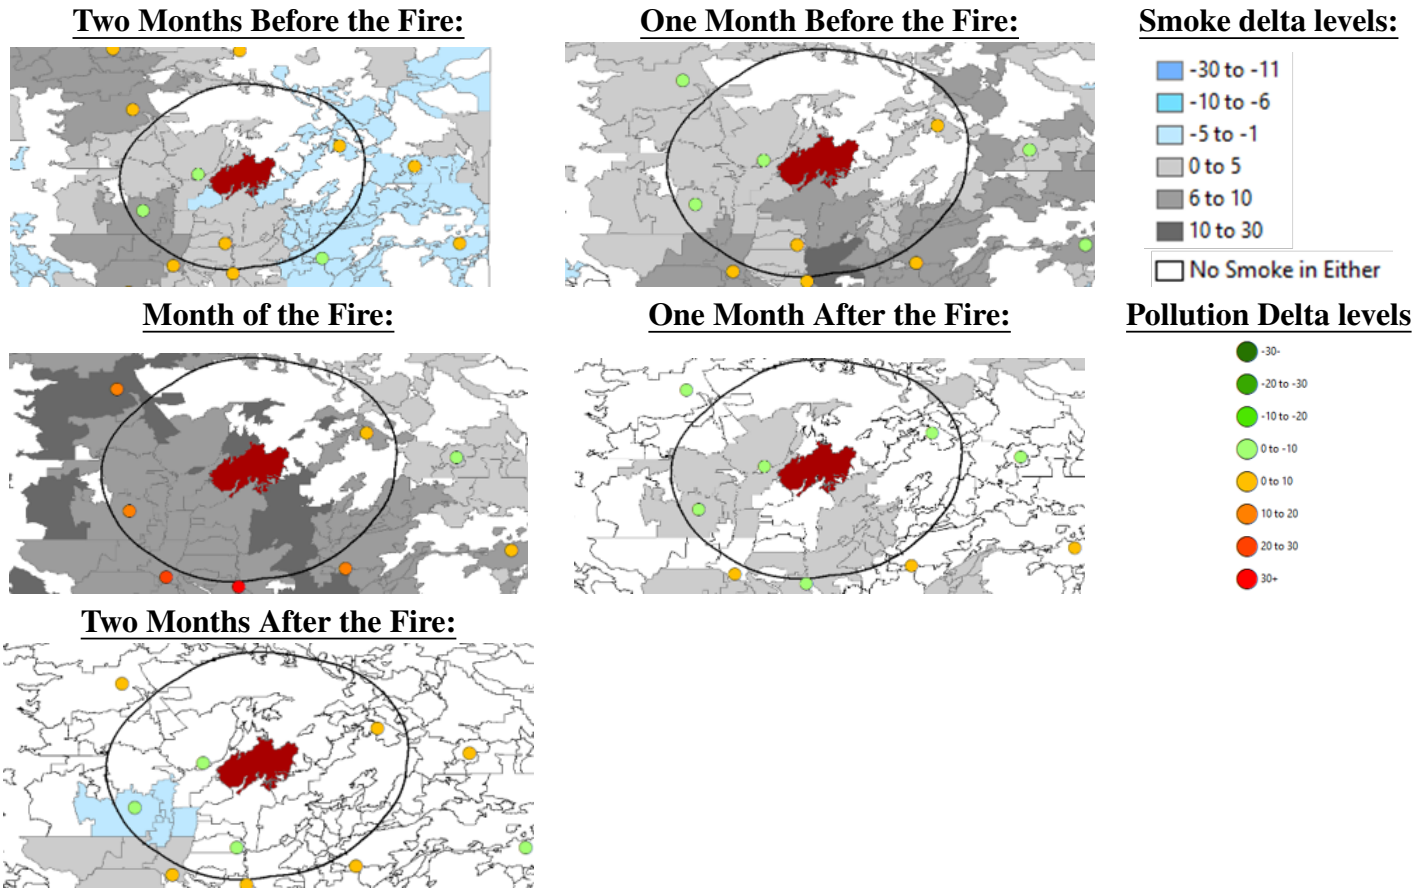 Two Months Before the Fire:
One Month Before the Fire:
Smoke delta levels:
-30 to -11
-10 to -6
-5 to -1
0 to 5
6 to 10
10 to 30
No Smoke in Either
Month of the Fire:
One Month After the Fire:
Pollution Delta levels
-30-
-20 to -30
-10 to -20
0 to -10
0 to 10
10 to 20
20 to 30
30+
Two Months After the Fire: